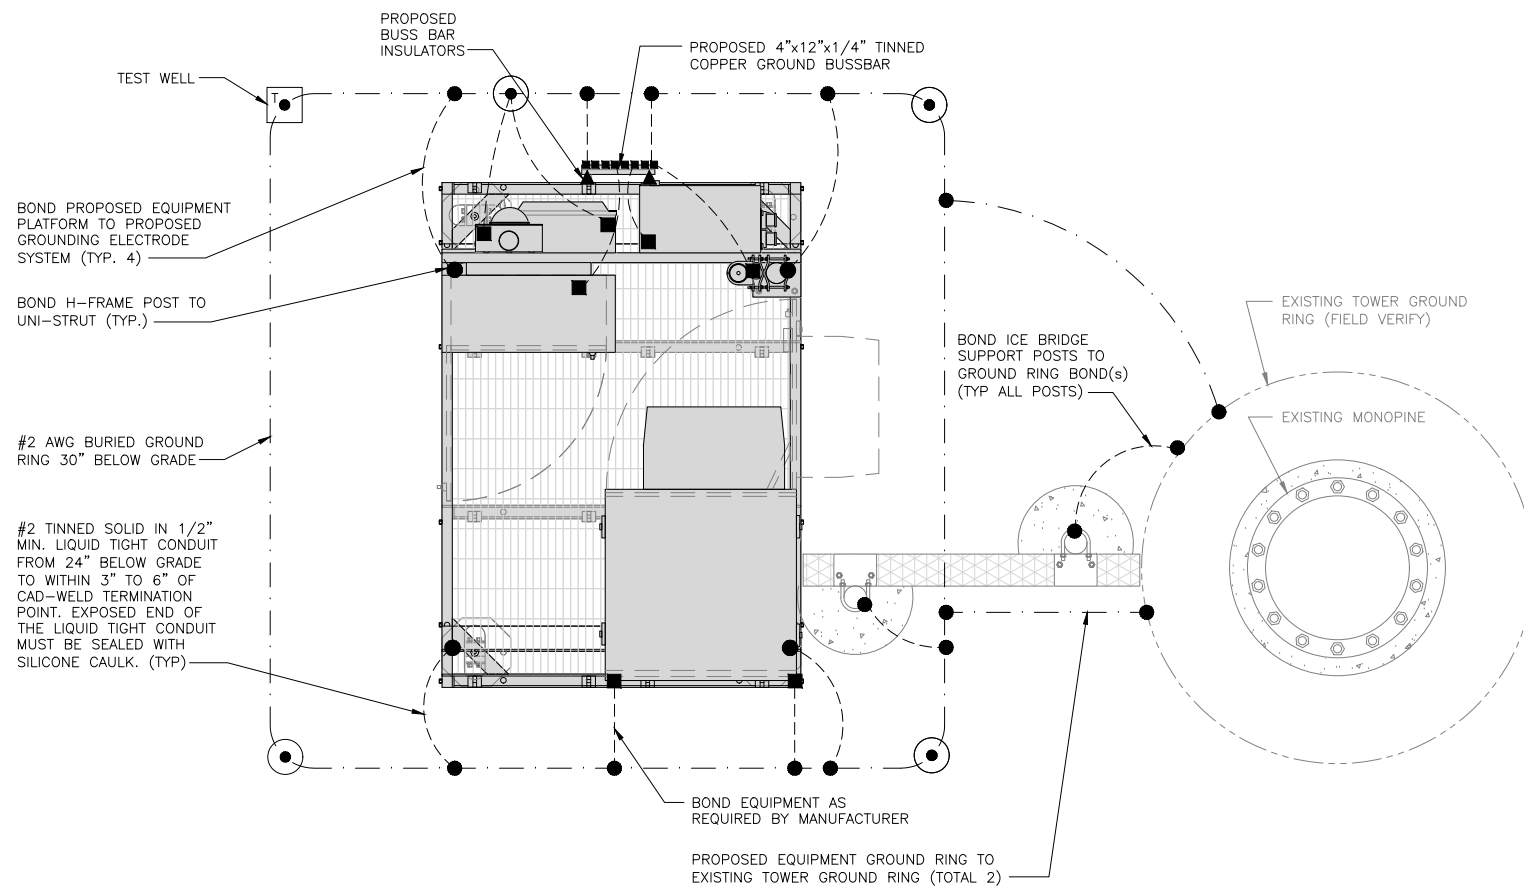 PROPOSED
BUSS BAR
INSULATORS
PROPOSED 4"x12"x1/4" TINNED
COPPER GROUND BUSSBAR
TEST WELL
T
BOND PROPOSED EQUIPMENT
PLATFORM TO PROPOSED
GROUNDING ELECTRODE
SYSTEM (TYP. 4)
BOND H-FRAME POST TO
UNI-STRUT (TYP.)
EXISTING TOWER GROUND
RING (FIELD VERIFY)
BOND ICE BRIDGE
SUPPORT POSTS TO
GROUND RING BOND(s)
(TYP ALL POSTS)
EXISTING MONOPINE
#2 AWG BURIED GROUND
RING 30" BELOW GRADE
#2 TINNED SOLID IN 1/2"
MIN. LIQUID TIGHT CONDUIT
FROM 24" BELOW GRADE
TO WITHIN 3" TO 6" OF
CAD-WELD TERMINATION
POINT. EXPOSED END OF
THE LIQUID TIGHT CONDUIT
MUST BE SEALED WITH
SILICONE CAULK. (TYP)
BOND EQUIPMENT AS
REQUIRED BY MANUFACTURER
PROPOSED EQUIPMENT GROUND RING TO
EXISTING TOWER GROUND RING (TOTAL 2)